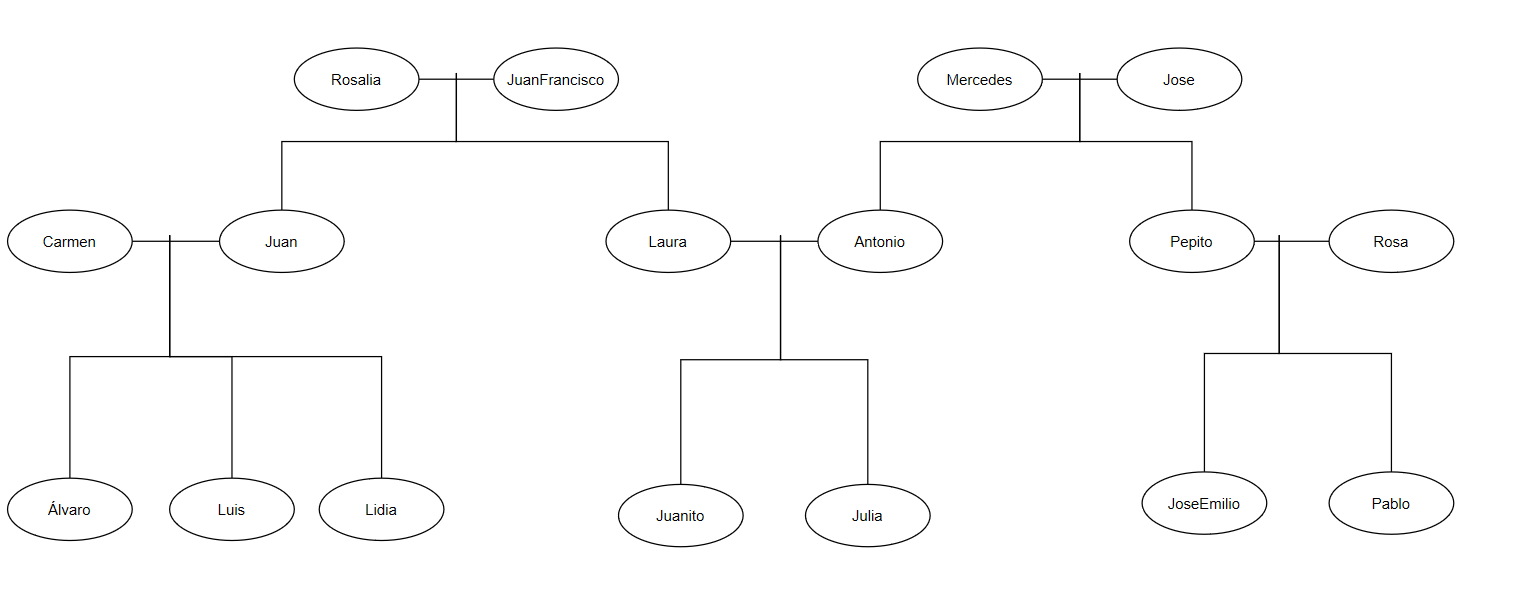 Rosalia
JuanFrancisco
Mercedes
Jose
Carmen
Juan
Laura
Antonio
Pepito
Rosa
Álvaro
Luis
Lidia
Juanito
Julia
JoseEmilio
Pablo